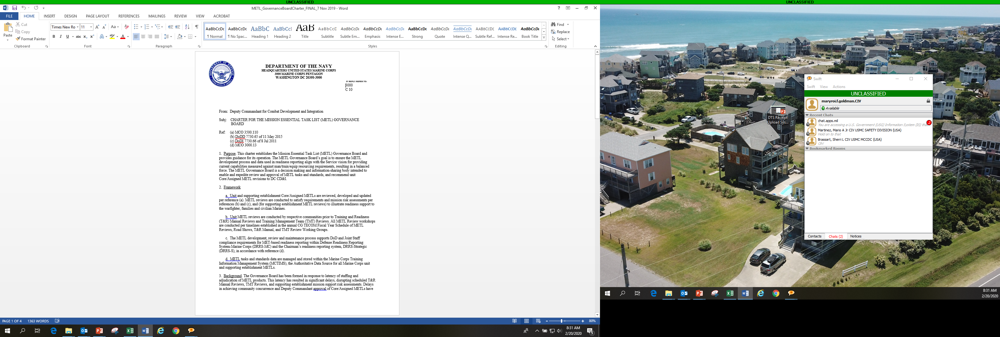 UNCLASSIFIED
METL_GovernanceBoardCharter_FINAL_7 Nov 2019 - Word
FILE HOME INSERT DESIGN PAGE LAYOUT REFERENCES MAILINGS REVIEW VIEW ACROBAT
Paste
Cut
Copy
Format Painter
Clipboard
Times New Ro 11
Font
Paragraph
AaBbCcDc AaBbCcDc AaBbC AaBbCcI AaB AaBbCcD AaBbCcDc AaBbCcDc AaBbCcDc AaBbCcDc AaBbCcDc AaBbCcDc AABBCCDD AABBCCDD AaBbCcDc
¶ Normal ¶ No Spac... Heading 1 Heading 2 Title Subtitle Subtle Em... Emphasis Intense E... Strong Quote Intense Q... Subtle Ref... Intense Re... Book Title
Styles
Find
Replace
Select
Editing
DEPARTMENT OF DEFENSE
UNITED STATES OF AMERICA
DEPARTMENT OF THE NAVY
HEADQUARTERS UNITED STATES MARINE CORPS
3000 MARINE CORPS PENTAGON
WASHINGTON DC 20350-3000
IN REPLY REFER TO:
3000
C 10
From: Deputy Commandant for Combat Development and Integration
Subj: CHARTER FOR THE MISSION ESSENTIAL TASK LIST (METL) GOVERNANCE
BOARD
Ref: (a) MCO 3500.110
(b) DoDD 7730.65 of 11 May 2015
(c) DoDI 7730.66 of 8 Jul 2011
(d) MCO 3000.13
1. Purpose. This charter establishes the Mission Essential Task List (METL) Governance Board and
provides guidance for its operation. The METL Governance Board's goal is to ensure the METL
development process and data used in readiness reporting align with the Service vision for providing
current capabilities measured against man/train/equip resourcing requirements, resulting in a balanced
force. The METL Governance Board is a decision making and information-sharing body intended to
enable and expedite review and approval of METL tasks and standards, and recommend unit
Core/Assigned METL revisions to DC CD&I.
2. Framework
a. Unit and supporting establishment Core/Assigned METLs are reviewed, developed and updated
per reference (a). METL reviews are conducted to satisfy requirements and mission risk assessments per
references (b) and (c), and (for supporting establishment METL reviews) to illustrate readiness support to
the warfighter, families and civilian Marines.
b. Unit METL reviews are conducted by respective communities prior to Training and Readiness
(T&R) Manual Reviews and Training Management Team (TMT) Reviews. All METL Review workshops
are conducted per timelines established in the annual CG TECOM Fiscal Year Schedule of METL
Reviews, Road Shows, T&R Manual, and TMT Review Working Groups.
c. The METL development, review and maintenance process supports DoD and Joint Staff
compliance requirements for MET-based readiness reporting within Defense Readiness Reporting
System-Marine Corps (DRRS-MC) and the Chairman's readiness reporting system, DRRS-Strategic
(DRRS-S), in accordance with reference (d).
d. METL tasks and standards data are managed and stored within the Marine Corps Training
Information Management System (MCTIMS), the Authoritative Data Source for all Marine Corps unit
and supporting establishment METLs.
3. Background. The Governance Board has been formed in response to latency of staffing and
adjudication of METL products. This latency has resulted in significant delays, disrupting scheduled T&R
Manual Reviews, TMT Reviews, and supporting establishment mission support risk assessments. Delays
in achieving community concurrence and Deputy Commandant approval of Core/Assigned METLs have
PAGE 1 OF 4 1363 WORDS
80%
8:31 AM
2/20/2020
5
UNCLASSIFIED
DTS Receipt
Upload Sys...
Swift
Swift View Actions
UNCLASSIFIED
maryroi.f.goldman.CIV
Available
Recent Chats
chat.apps.mil
You are accessing a U.S. Government (USG) Information System (IS) tha
2
Martinez, Mario A Jr CIV USMC SAFETY DIVISION (USA)
Hold on to that
Brassart, Sherri L CIV USMC MCCDC (USA)
Oh!
Bookmarked Rooms
Contacts Chats (2) Notices
8:31 AM
2/20/2020